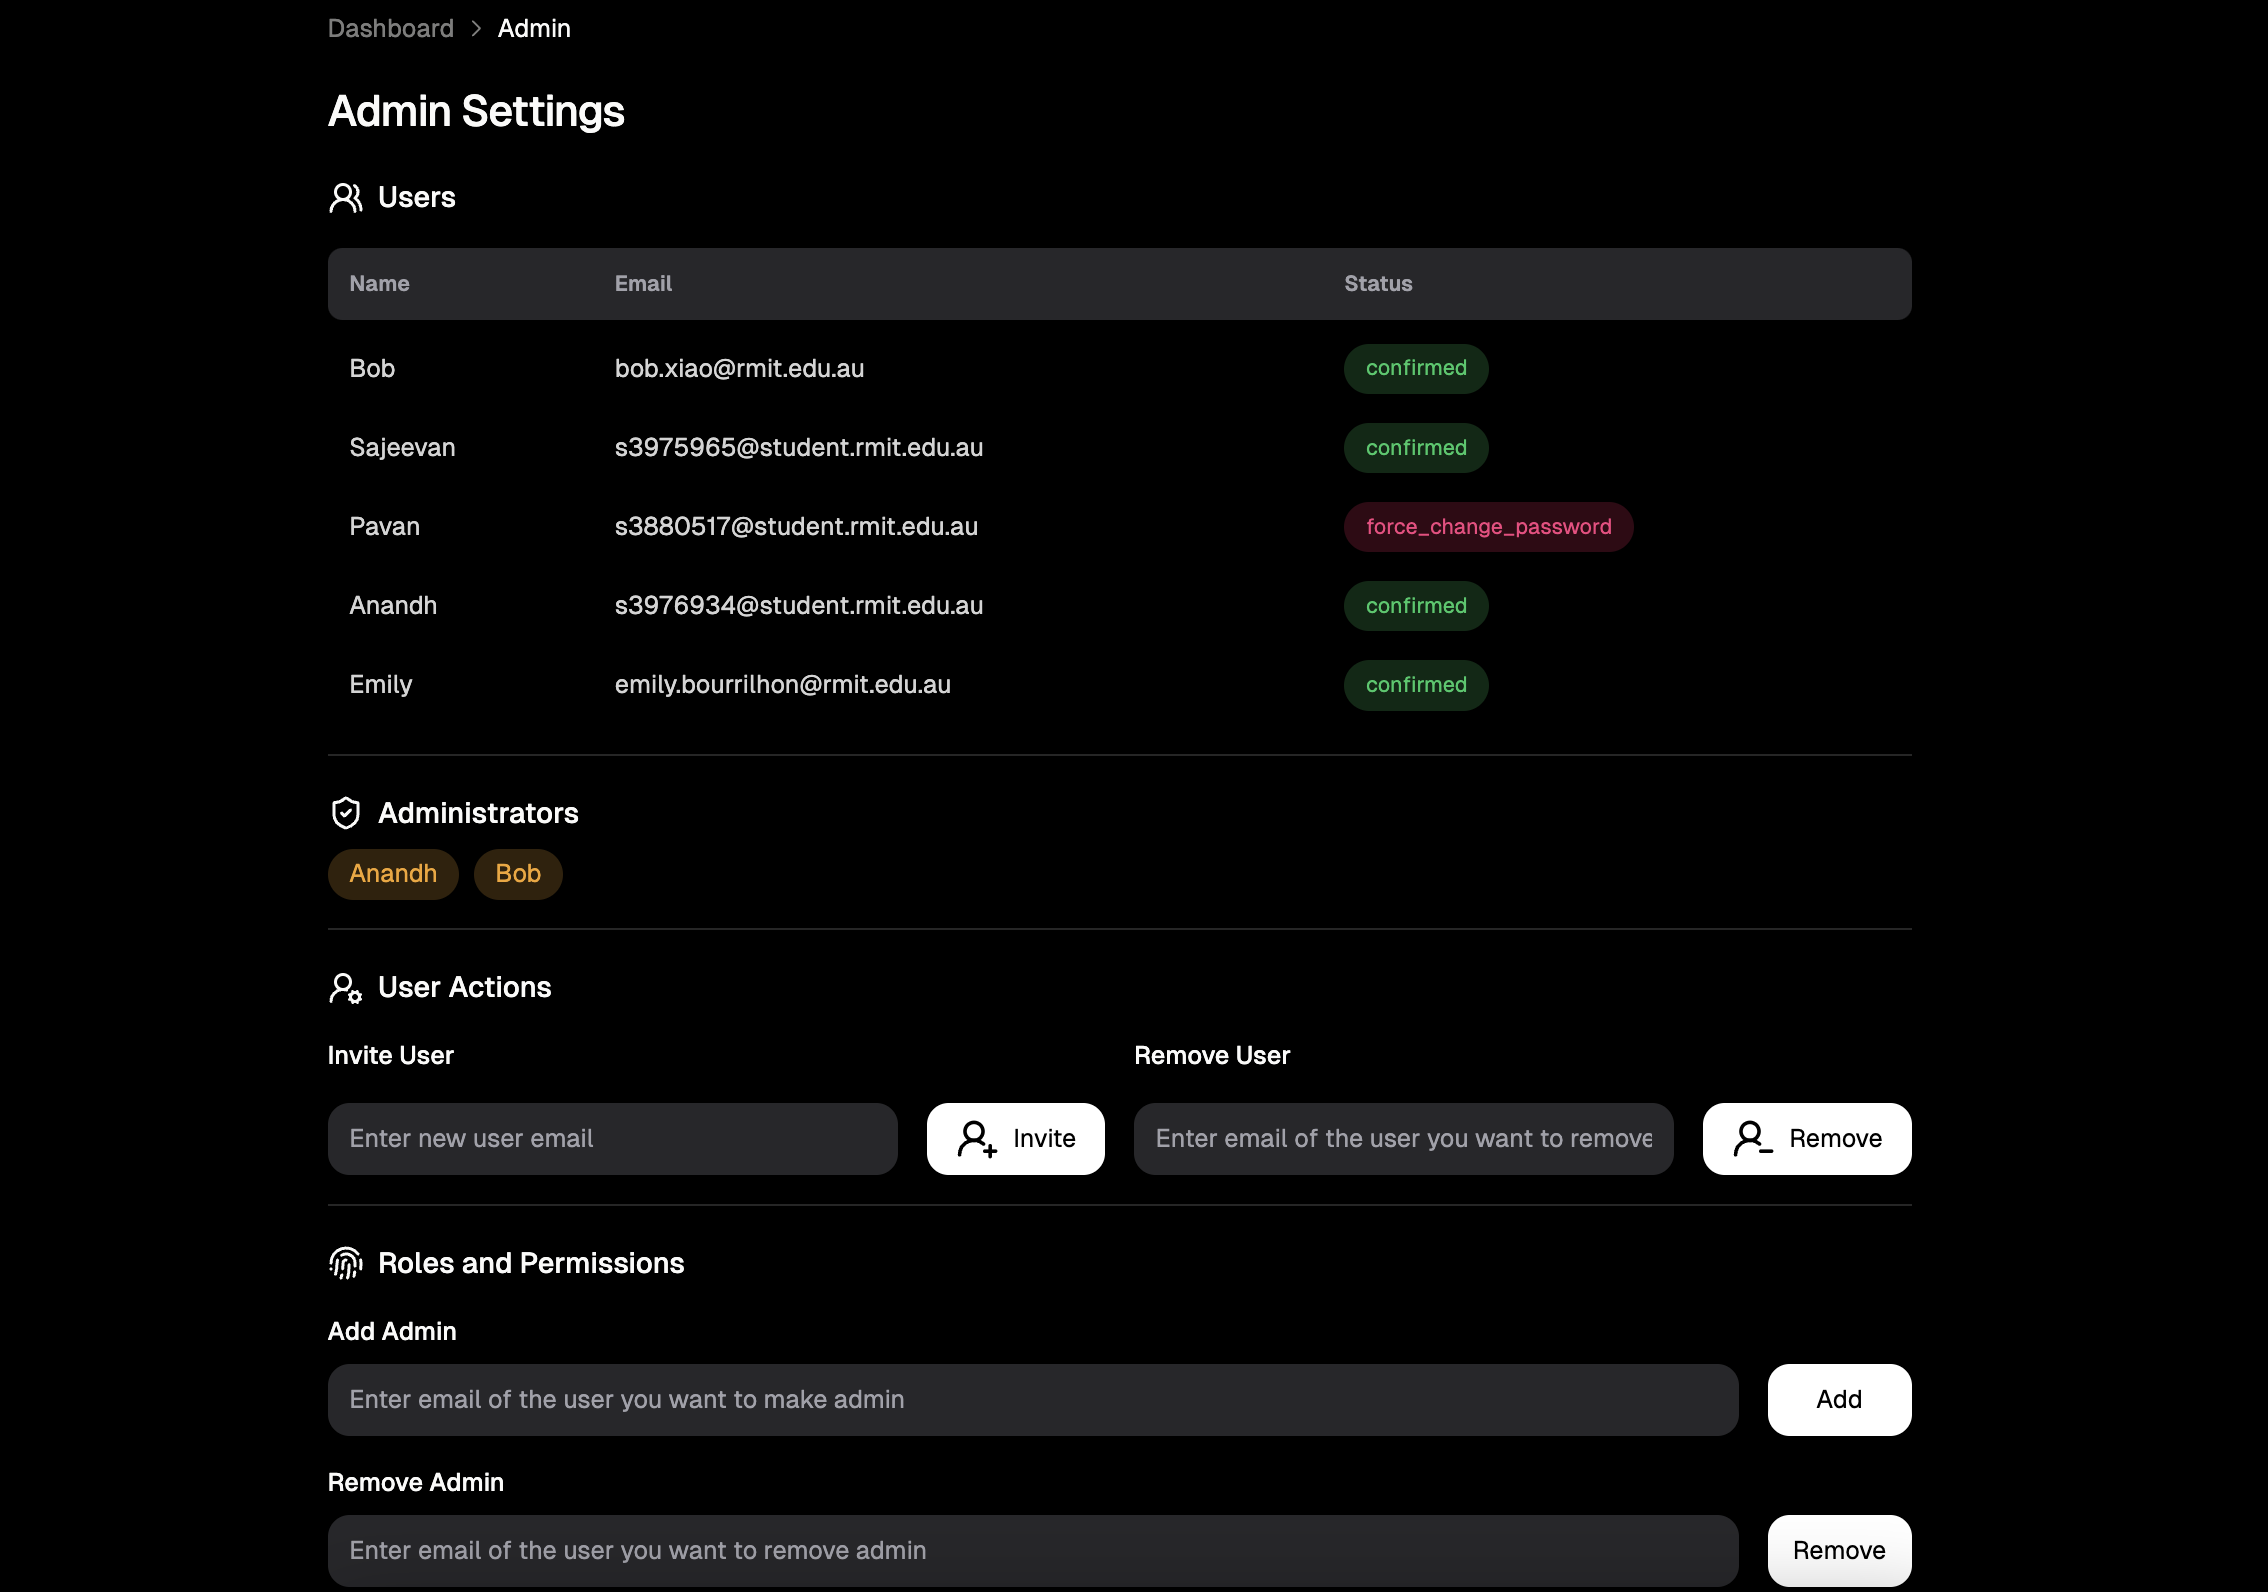 Dashboard > Admin
Admin Settings
Users
Name Email Status
Bob bob.xiao@rmit.edu.au confirmed
Sajeevan s3975965@student.rmit.edu.au confirmed
Pavan s3880517@student.rmit.edu.au force_change_password
Anandh s3976934@student.rmit.edu.au confirmed
Emily emily.bourrilhon@rmit.edu.au confirmed
Administrators
Anandh Bob
User Actions
Invite User Remove User
Enter new user email Invite Enter email of the user you want to remove Remove
Roles and Permissions
Add Admin
Enter email of the user you want to make admin Add
Remove Admin
Enter email of the user you want to remove admin Remove